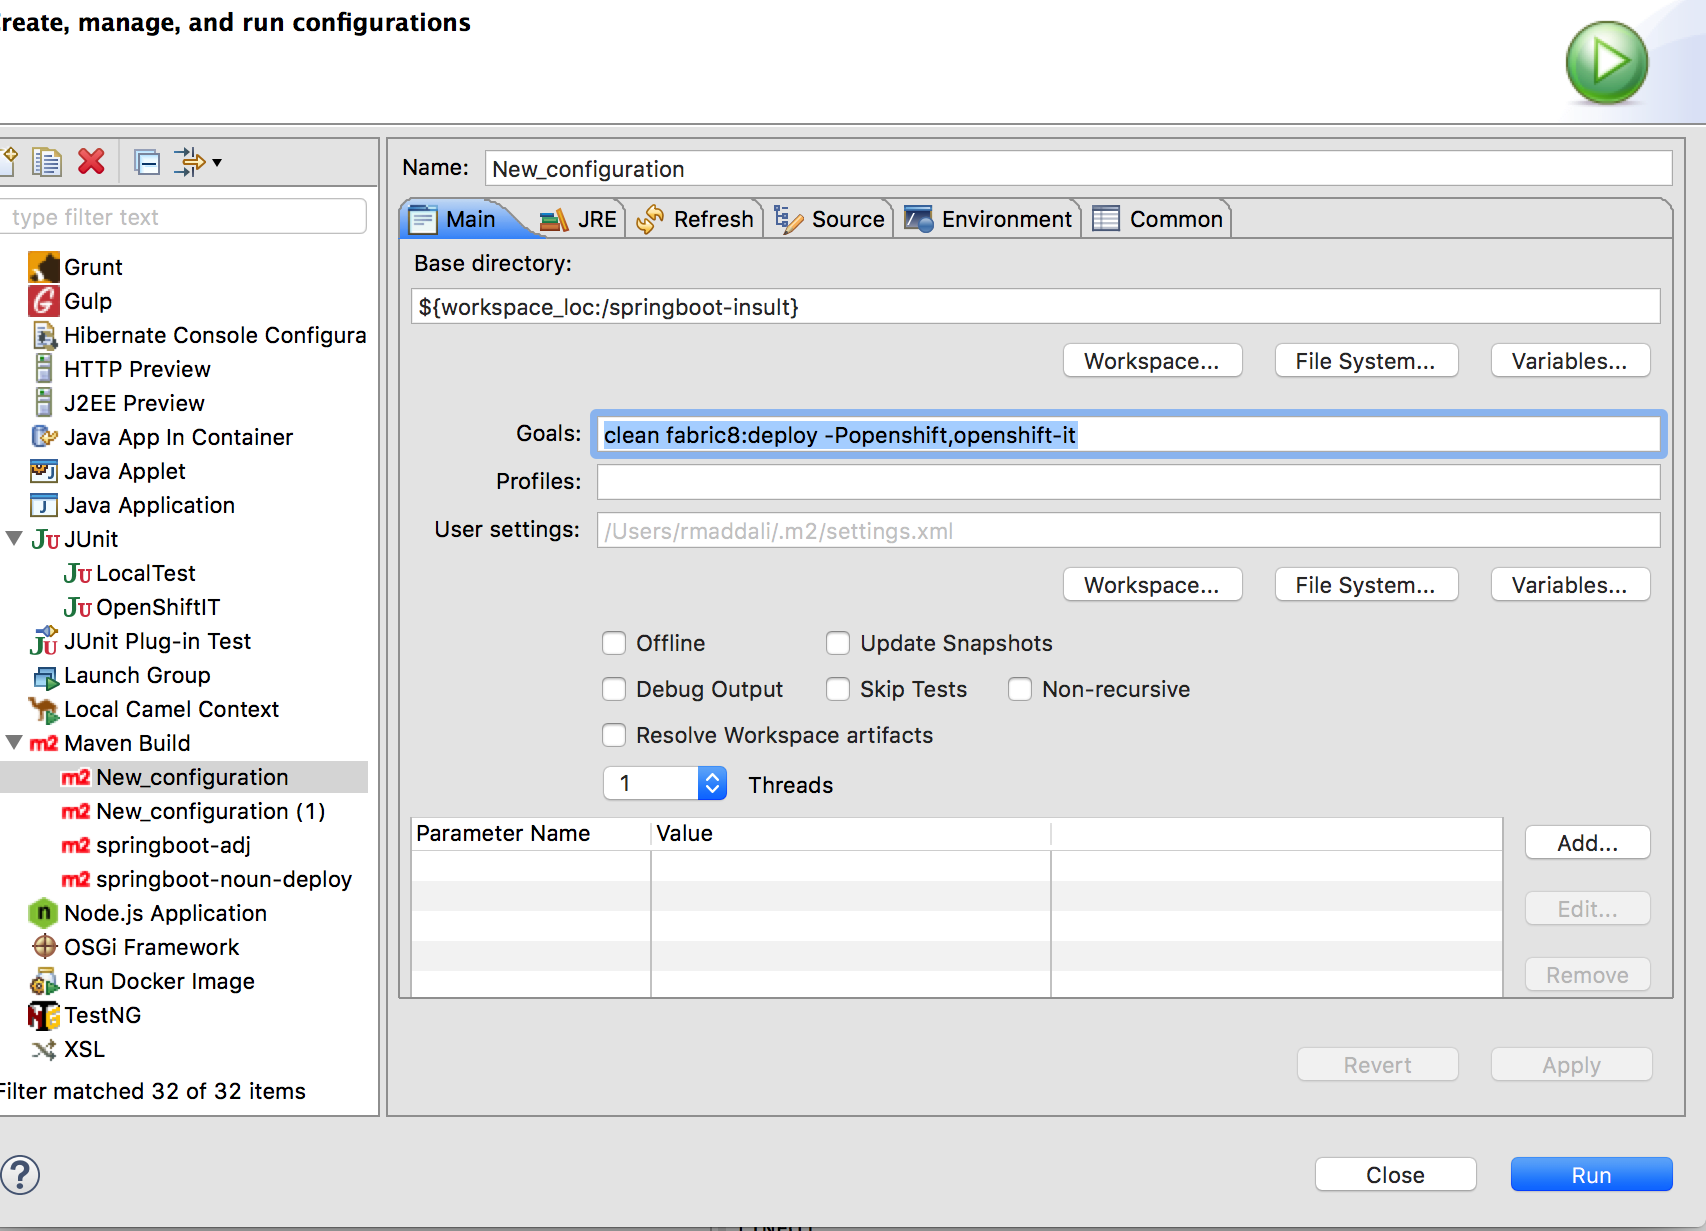 reate, manage, and run configurations
type filter text
Grunt
Gulp
Hibernate Console Configura
HTTP Preview
J2EE Preview
Java App In Container
Java Applet
Java Application
JUnit
LocalTest
OpenShiftIT
JUnit Plug-in Test
Launch Group
Local Camel Context
m2 Maven Build
m2 New_configuration
m2 New_configuration (1)
m2 springboot-adj
m2 springboot-noun-deploy
Node.js Application
OSGi Framework
Run Docker Image
TestNG
XSL
Filter matched 32 of 32 items
Name: New_configuration
Main JRE Refresh Source Environment Common
Base directory:
${workspace_loc:/springboot-insult}
Workspace... File System... Variables...
Goals: clean fabric8:deploy -Popenshift,openshift-it
Profiles:
User settings: /Users/rmaddali/.m2/settings.xml
Workspace... File System... Variables...
Offline Update Snapshots
Debug Output Skip Tests Non-recursive
Resolve Workspace artifacts
1 Threads
Parameter Name Value
Add...
Edit...
Remove
Revert Apply
? Close Run